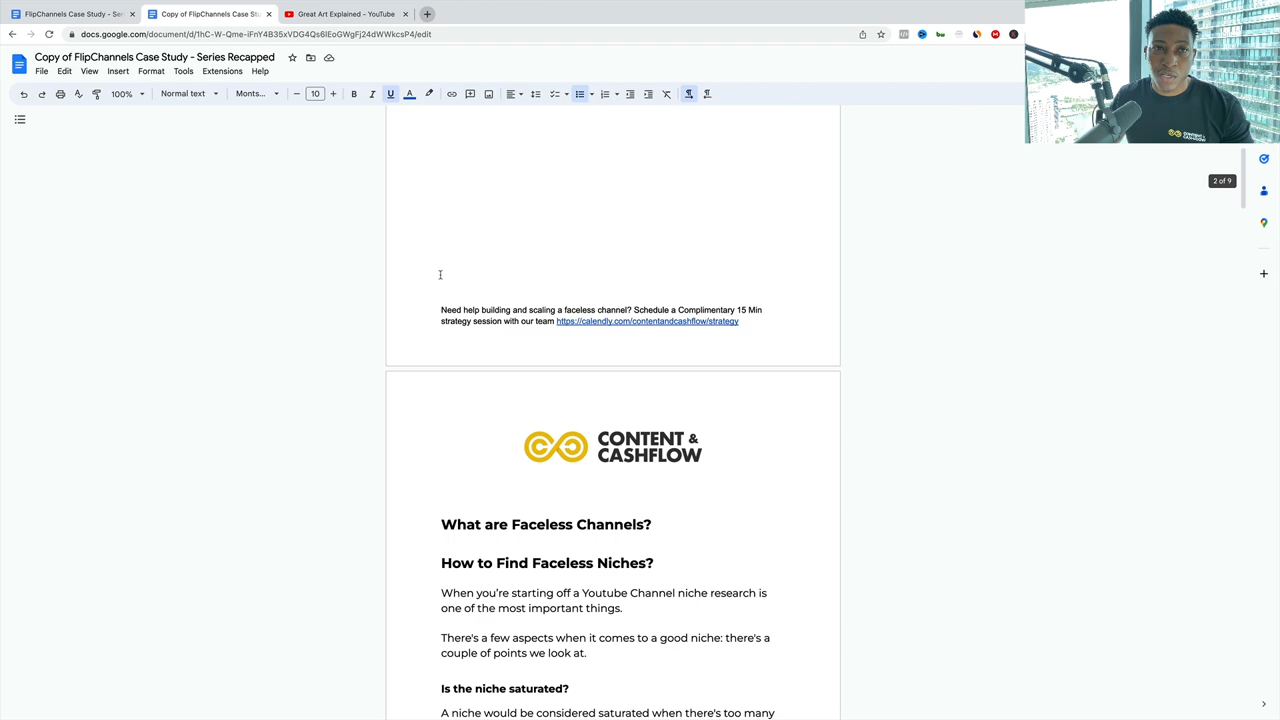 FlipChannels Case Study - Ser
Copy of FlipChannels Case Stu
Great Art Explained - YouTube
docs.google.com/document/d/1hC-W-Qme-iFnY4B35xVDG4Qs6lEoGWgFj24dWWkcsP4/edit
Copy of FlipChannels Case Study - Series Recapped
File Edit View Insert Format Tools Extensions Help
100% Normal text Monts... 10
2 of 9
CONTENT &
CASHFLOW
Need help building and scaling a faceless channel? Schedule a Complimentary 15 Min
strategy session with our team https://calendly.com/contentandcashflow/strategy
CONTENT &
CASHFLOW
What are Faceless Channels?
How to Find Faceless Niches?
When you're starting off a Youtube Channel niche research is
one of the most important things.
There's a few aspects when it comes to a good niche: there's a
couple of points we look at.
Is the niche saturated?
A niche would be considered saturated when there's too many